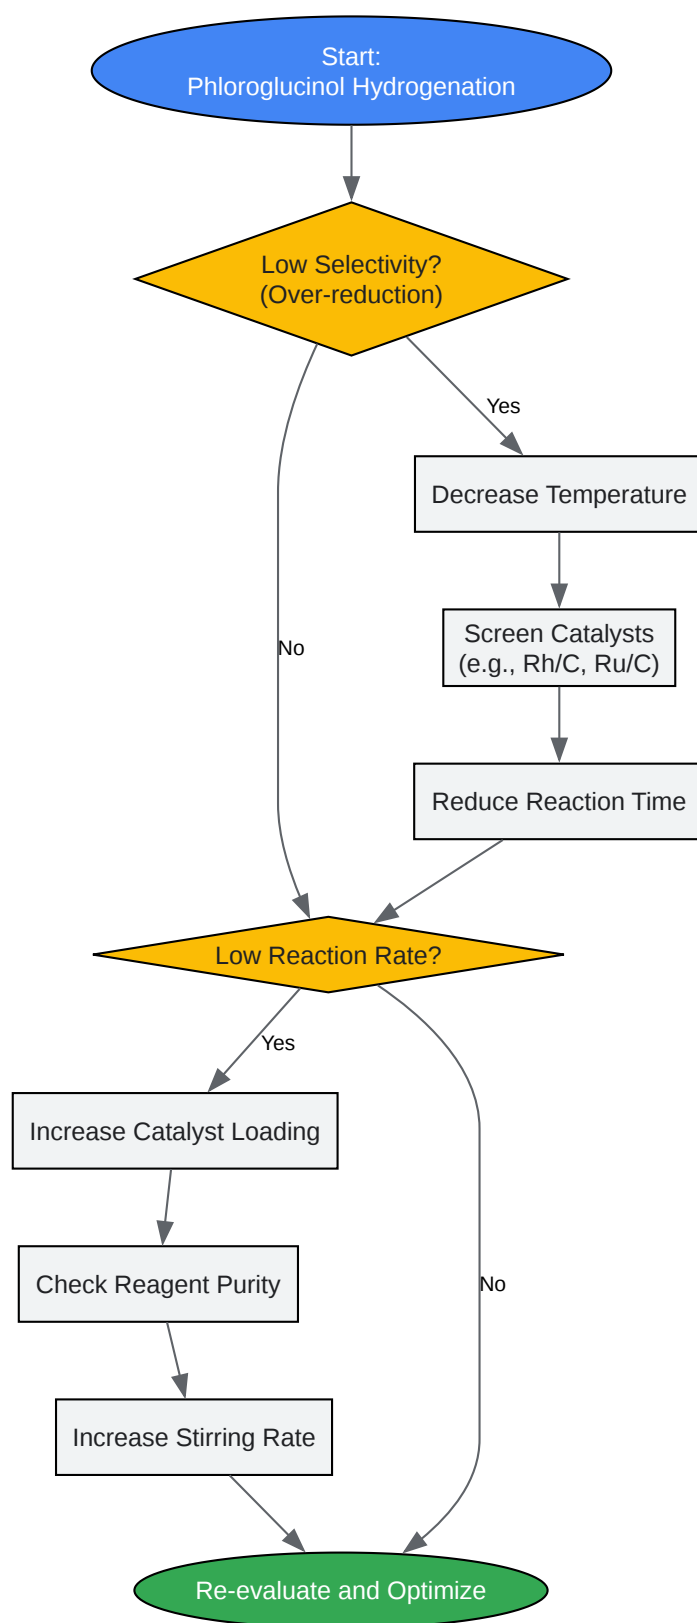 Start:
Phloroglucinol Hydrogenation
Low Selectivity?
(Over-reduction)
Yes
Decrease Temperature
Screen Catalysts
(e.g., Rh/C, Ru/C)
No
Reduce Reaction Time
Low Reaction Rate?
Yes
Increase Catalyst Loading
Check Reagent Purity
No
Increase Stirring Rate
Re-evaluate and Optimize